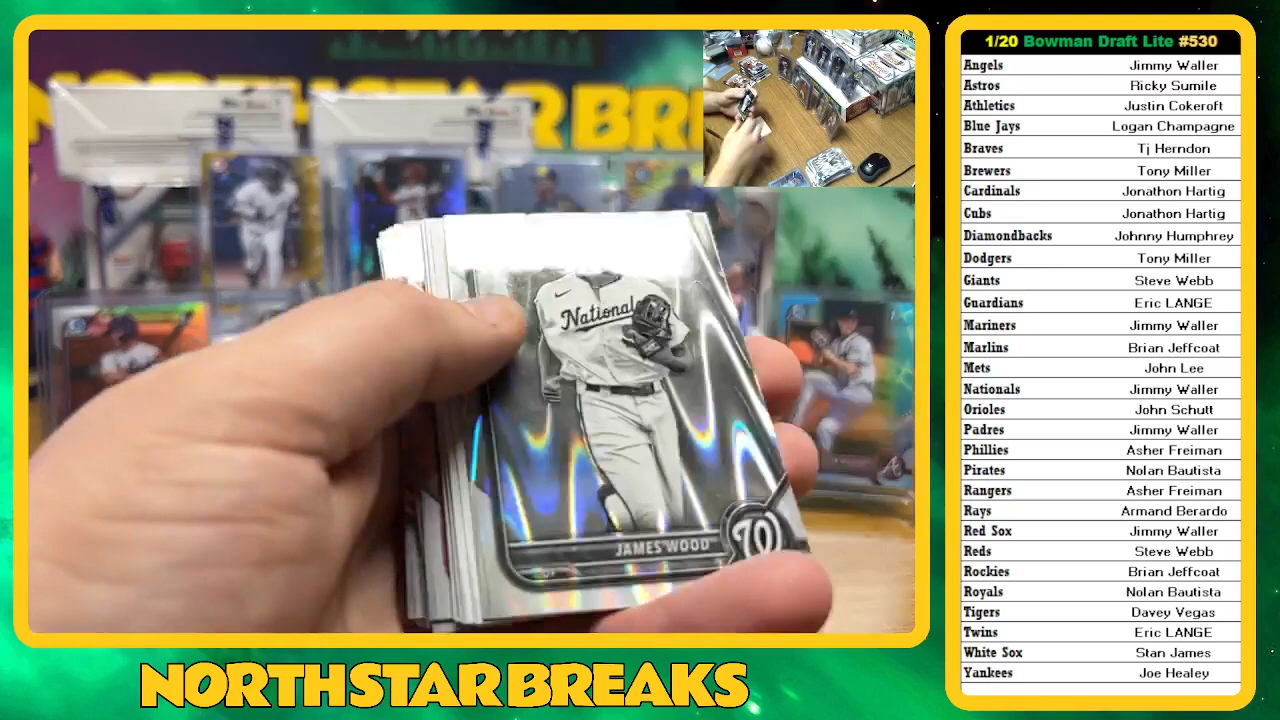 BAR BR
Nationals
JAMES WOOD
W
NORTHSTAR BREAKS
1/20 Bowman Draft Lite #530
Angels Jimmy Waller
Astros Ricky Sumile
Athletics Justin Cokeroft
Blue Jays Logan Champagne
Braves Tj Herndon
Brewers Tony Miller
Cardinals Jonathon Hartig
Cubs Jonathon Hartig
Diamondbacks Johnny Humphrey
Dodgers Tony Miller
Giants Steve Webb
Guardians Eric LANGE
Mariners Jimmy Waller
Marlins Brian Jeffcoat
Mets John Lee
Nationals Jimmy Waller
Orioles John Schutt
Padres Jimmy Waller
Phillies Asher Freiman
Pirates Nolan Bautista
Rangers Asher Freiman
Rays Armand Berardo
Red Sox Jimmy Waller
Reds Steve Webb
Rockies Brian Jeffcoat
Royals Nolan Bautista
Tigers Davey Vegas
Twins Eric LANGE
White Sox Stan James
Yankees Joe Healey